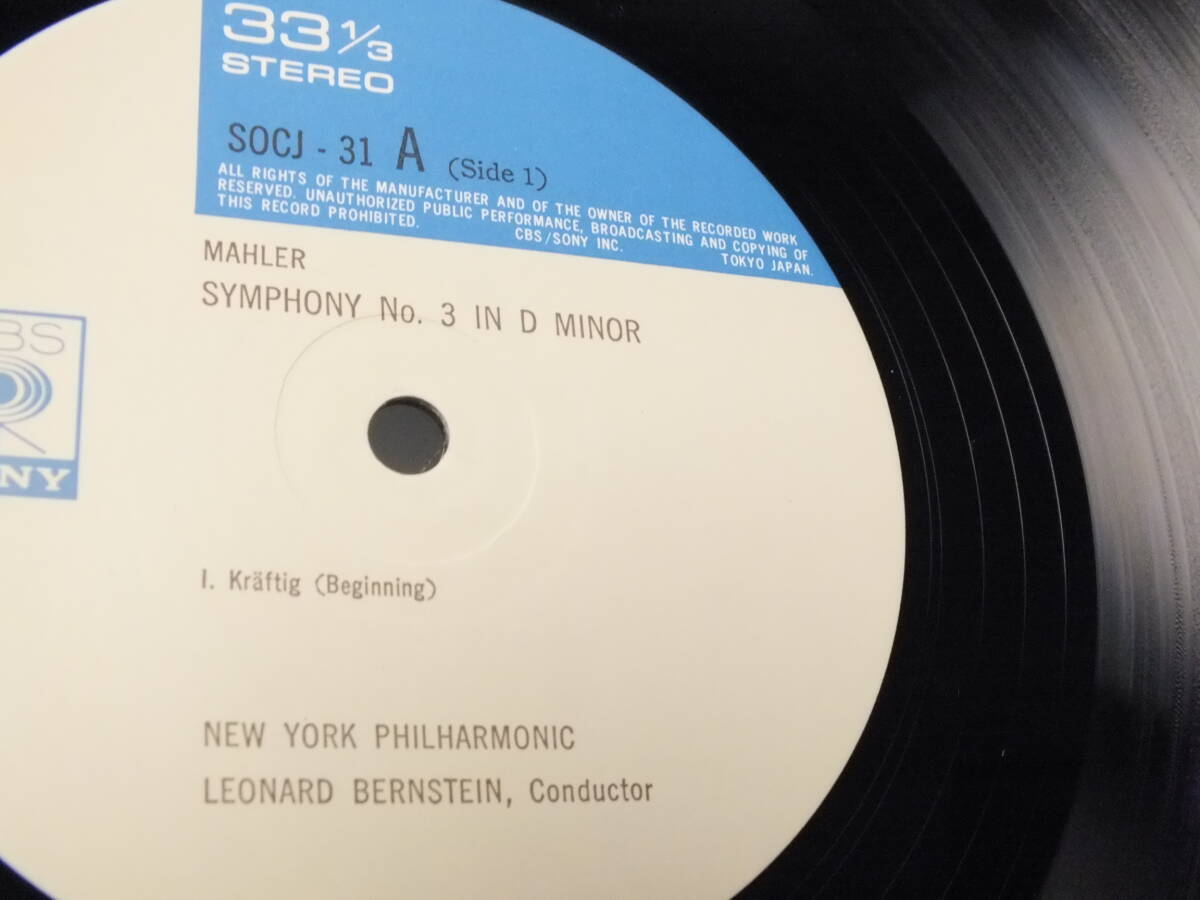 33 1/3
STEREO
SOCJ - 31 A (Side 1)
ALL RIGHTS OF THE MANUFACTURER AND OF THE OWNER OF THE RECORDED WORK
RESERVED. UNAUTHORIZED PUBLIC PERFORMANCE, BROADCASTING AND COPYING OF
THIS RECORD PROHIBITED. CBS/SONY INC. TOKYO JAPAN.
MAHLER
SYMPHONY No. 3 IN D MINOR
BS
NY
I. Kräftig (Beginning)
NEW YORK PHILHARMONIC
LEONARD BERNSTEIN, Conductor